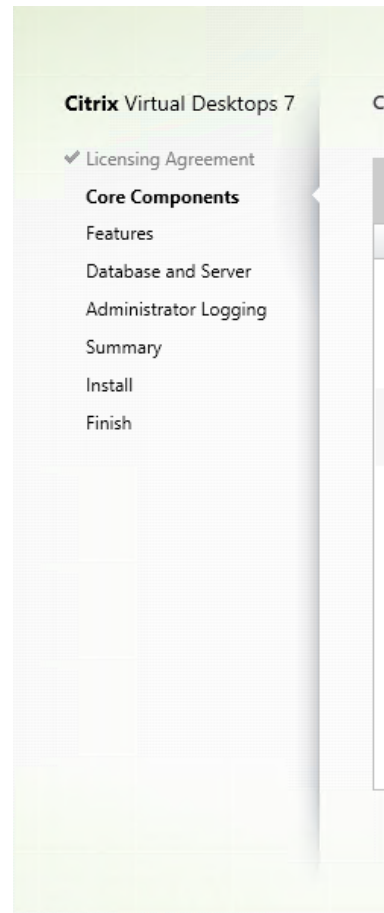 Citrix Virtual Desktops 7
Licensing Agreement
Core Components
Features
Database and Server
Administrator Logging
Summary
Install
Finish